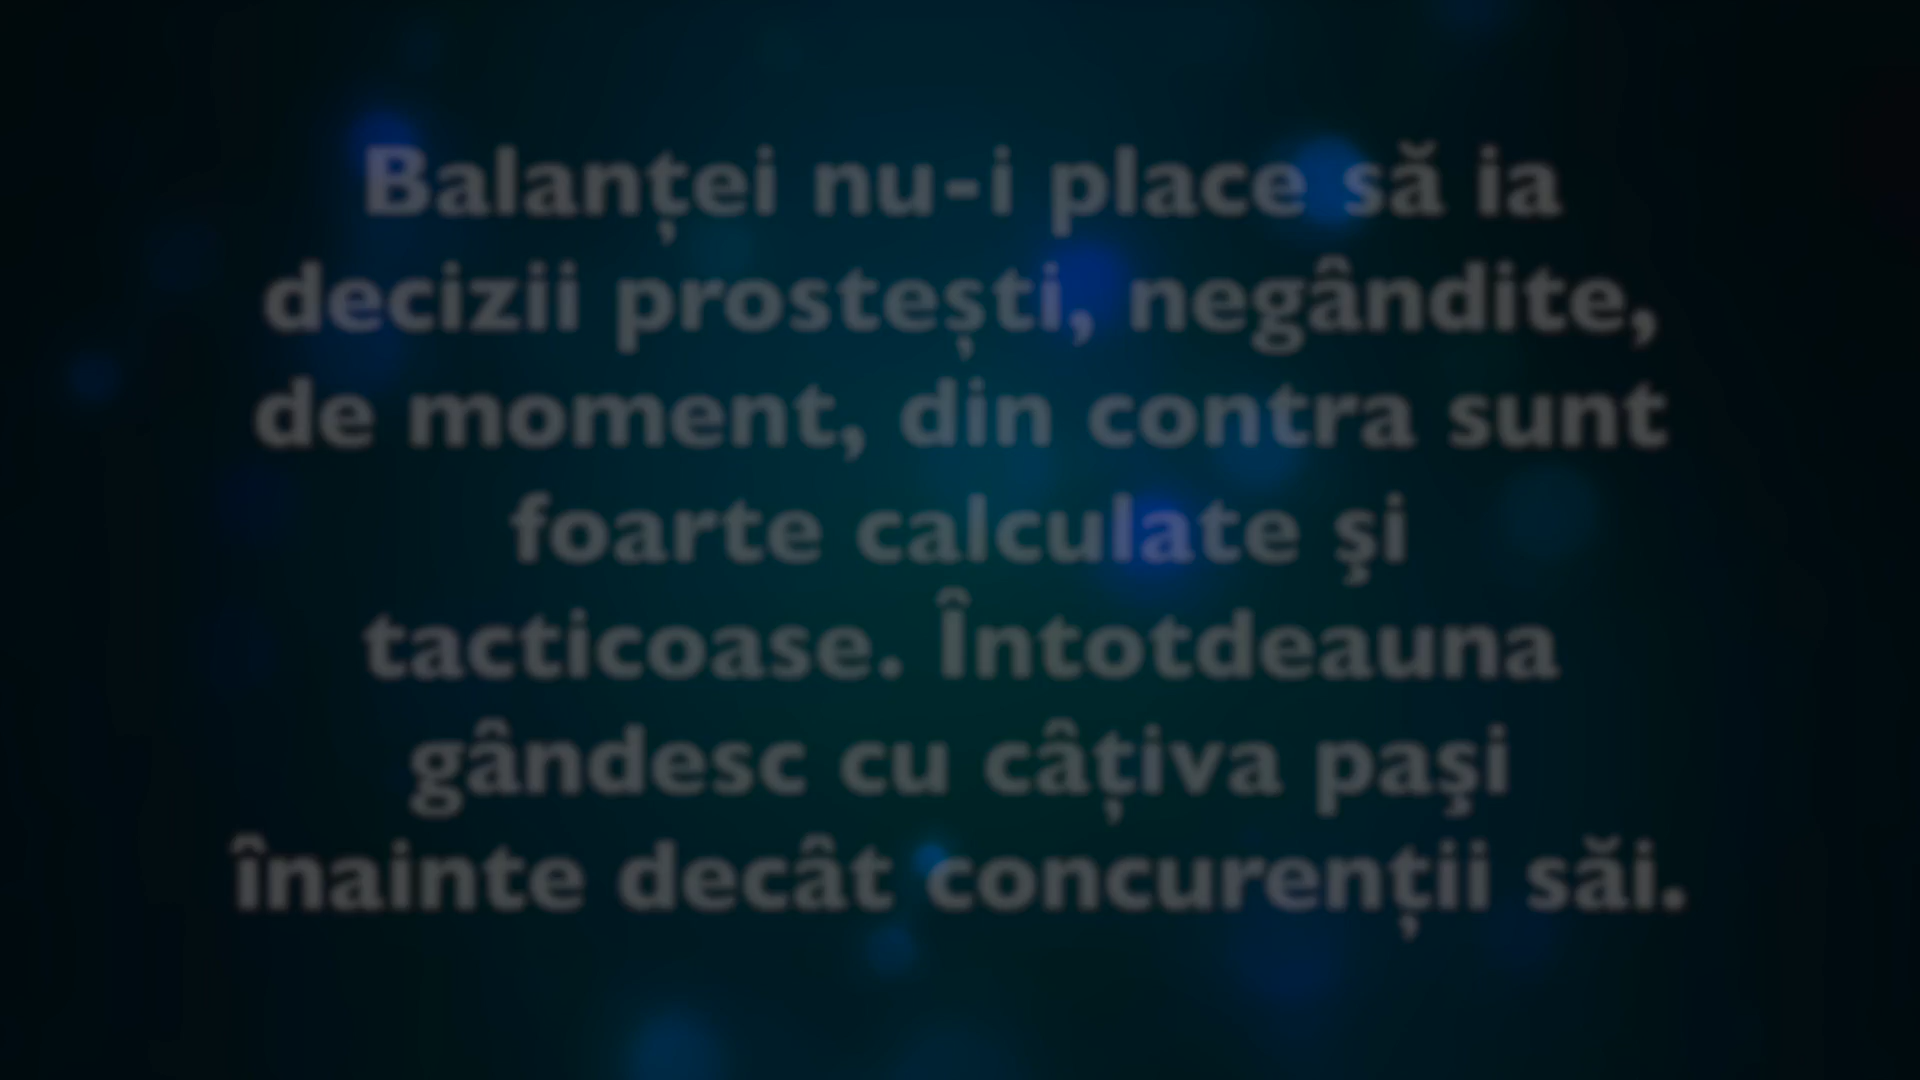 Balanței nu-i place să ia
decizii prostești, negândite,
de moment, din contra sunt
foarte calculate şi
tacticoase. Întotdeauna
gândesc cu câțiva paşi
înainte decât concurenții săi.